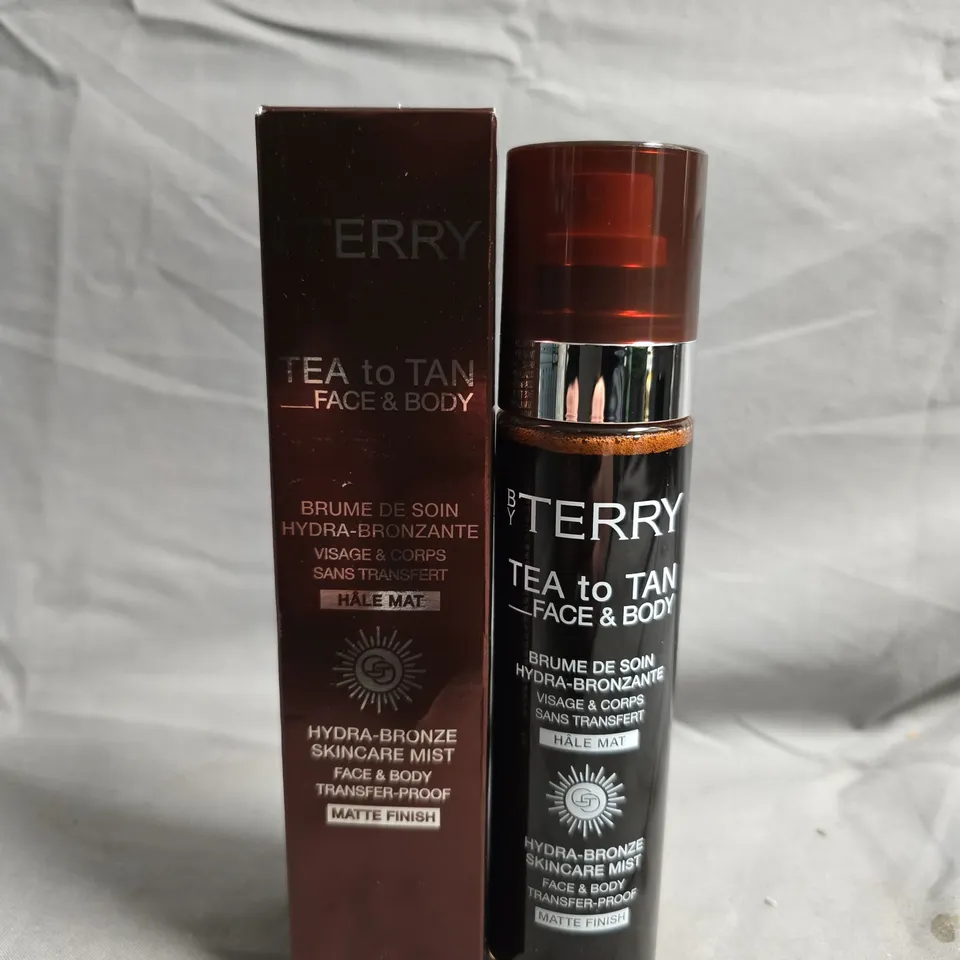 TERRY
TEA to TAN
__FACE & BODY
BRUME DE SOIN
HYDRA-BRONZANTE
VISAGE & CORPS
SANS TRANSFERT
HÂLE MAT
HYDRA-BRONZE
SKINCARE MIST
FACE & BODY
TRANSFER-PROOF
MATTE FINISH
BY TERRY
TEA to TAN
__FACE & BODY
BRUME DE SOIN
HYDRA-BRONZANTE
VISAGE & CORPS
SANS TRANSFERT
HÂLE MAT
HYDRA-BRONZE
SKINCARE MIST
FACE & BODY
TRANSFER-PROOF
MATTE FINISH